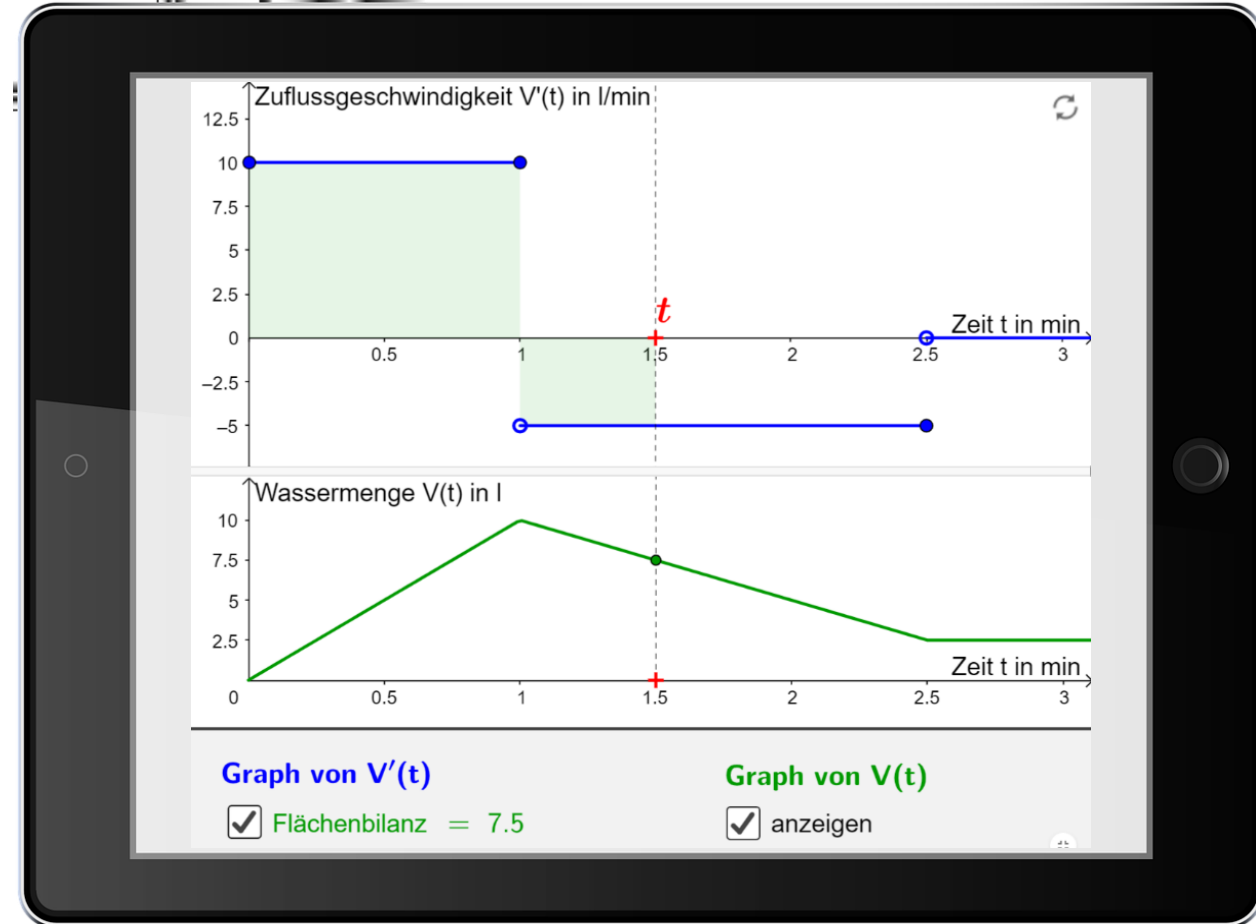 Zuflussgeschwindigkeit V'(t) in l/min
12.5
10
7.5
5
2.5
t
Zeit t in min
0
0.5 1 1.5 2 2.5 3
–2.5
–5
Wassermenge V(t) in l
10
7.5
5
2.5
Zeit t in min
0 0.5 1 1.5 2 2.5 3
Graph von V′(t) Graph von V(t)
Flächenbilanz = 7.5 anzeigen